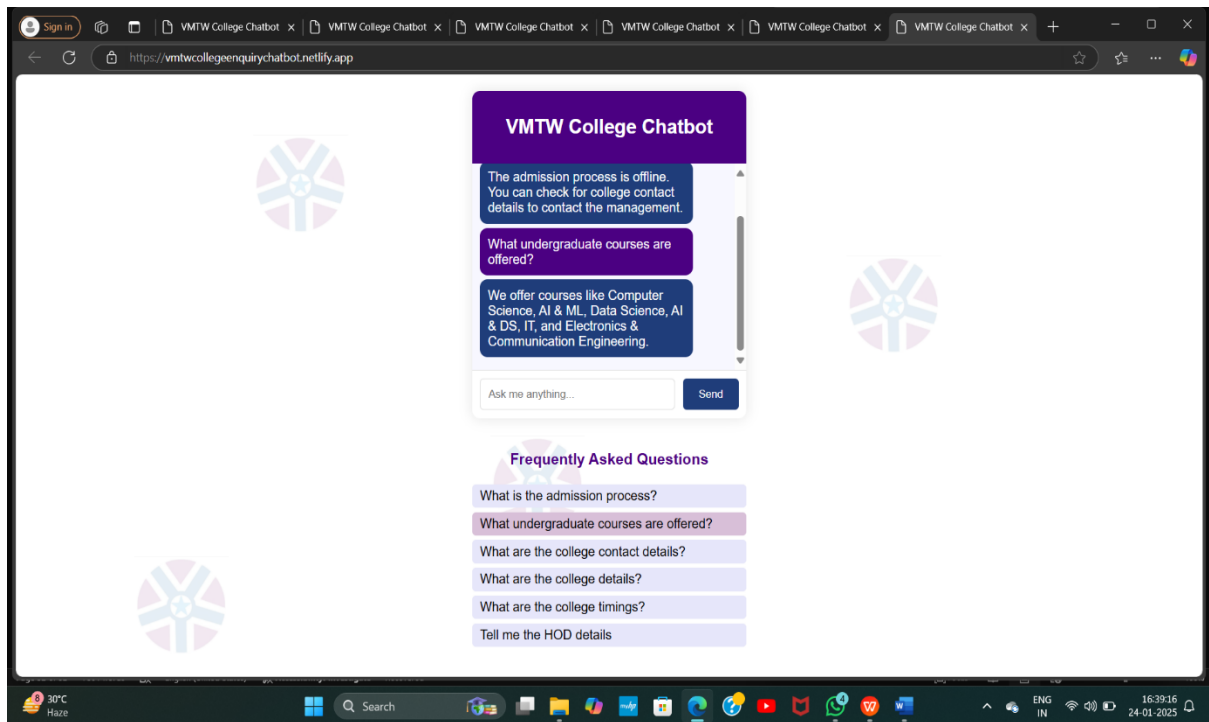 Sign in
VMTW College Chatbot
VMTW College Chatbot
VMTW College Chatbot
VMTW College Chatbot
VMTW College Chatbot
VMTW College Chatbot
https://vmtwcollegeenquirychatbot.netlify.app
VMTW College Chatbot
The admission process is offline.
You can check for college contact
details to contact the management.
What undergraduate courses are
offered?
We offer courses like Computer
Science, AI & ML, Data Science, AI
& DS, IT, and Electronics &
Communication Engineering.
Ask me anything...
Send
Frequently Asked Questions
What is the admission process?
What undergraduate courses are offered?
What are the college contact details?
What are the college details?
What are the college timings?
Tell me the HOD details
8
30°C
Haze
Search
ENG
IN
16:39:16
24-01-2025